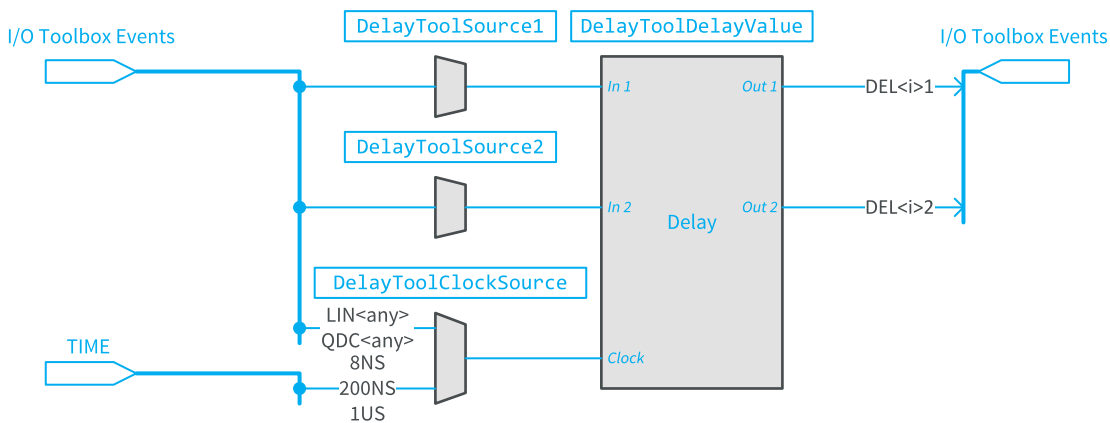 DelayToolSource1
DelayToolDelayValue
I/O Toolbox Events
I/O Toolbox Events
In 1
Out 1
DEL<i>1
DelayToolSource2
In 2
Out 2
DEL<i>2
Delay
DelayToolClockSource
LIN<any>
QDC<any>
TIME
8NS
Clock
200NS
1US